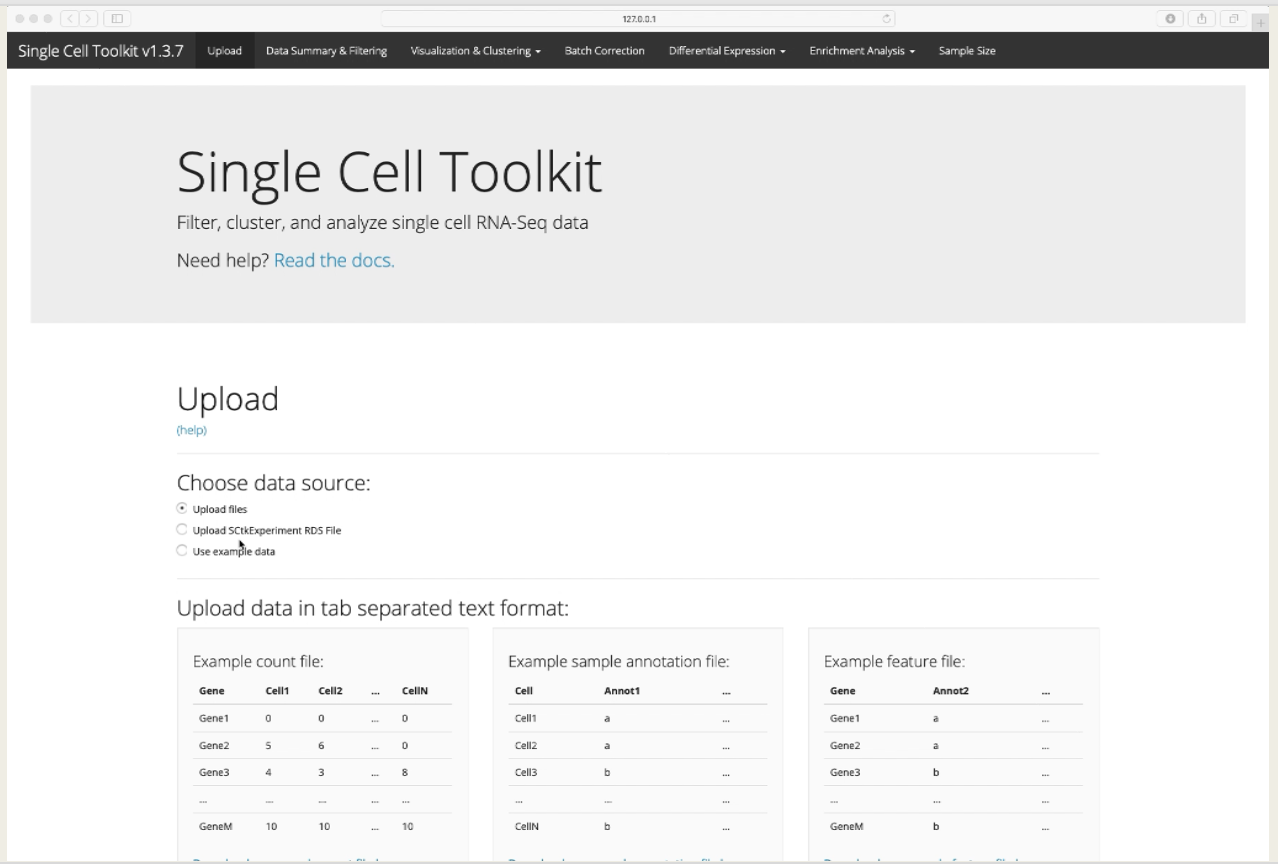 127.0.0.1
Single Cell Toolkit v1.3.7 Upload Data Summary & Filtering Visualization & Clustering Batch Correction Differential Expression Enrichment Analysis Sample Size
Single Cell Toolkit
Filter, cluster, and analyze single cell RNA-Seq data
Need help? Read the docs.
Upload
(help)
Choose data source:
Upload files
Upload SCtkExperiment RDS File
Use example data
Upload data in tab separated text format:
Example count file:
Gene Cell1 Cell2 ... CellN
Gene1 0 0 ... 0
Gene2 5 6 ... 0
Gene3 4 3 ... 8
... ... ... ... ...
GeneM 10 10 ... 10
Example sample annotation file:
Cell Annot1 ...
Cell1 a ...
Cell2 a ...
Cell3 b ...
... ... ...
CellN b ...
Example feature file:
Gene Annot2 ...
Gene1 a ...
Gene2 a ...
Gene3 b ...
... ... ...
GeneM b ...